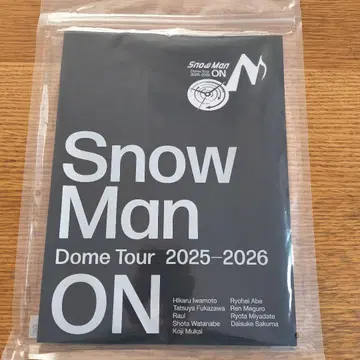 Snow Man
Dome Tour
2025-2026 ON
Snow
Man
Dome Tour 2025-2026
ON
Hikaru Iwamoto
Tatsuya Fukazawa
Raul
Shota Watanabe
Koji Mukai
Ryohei Abe
Ren Meguro
Ryota Miyadate
Daisuke Sakuma